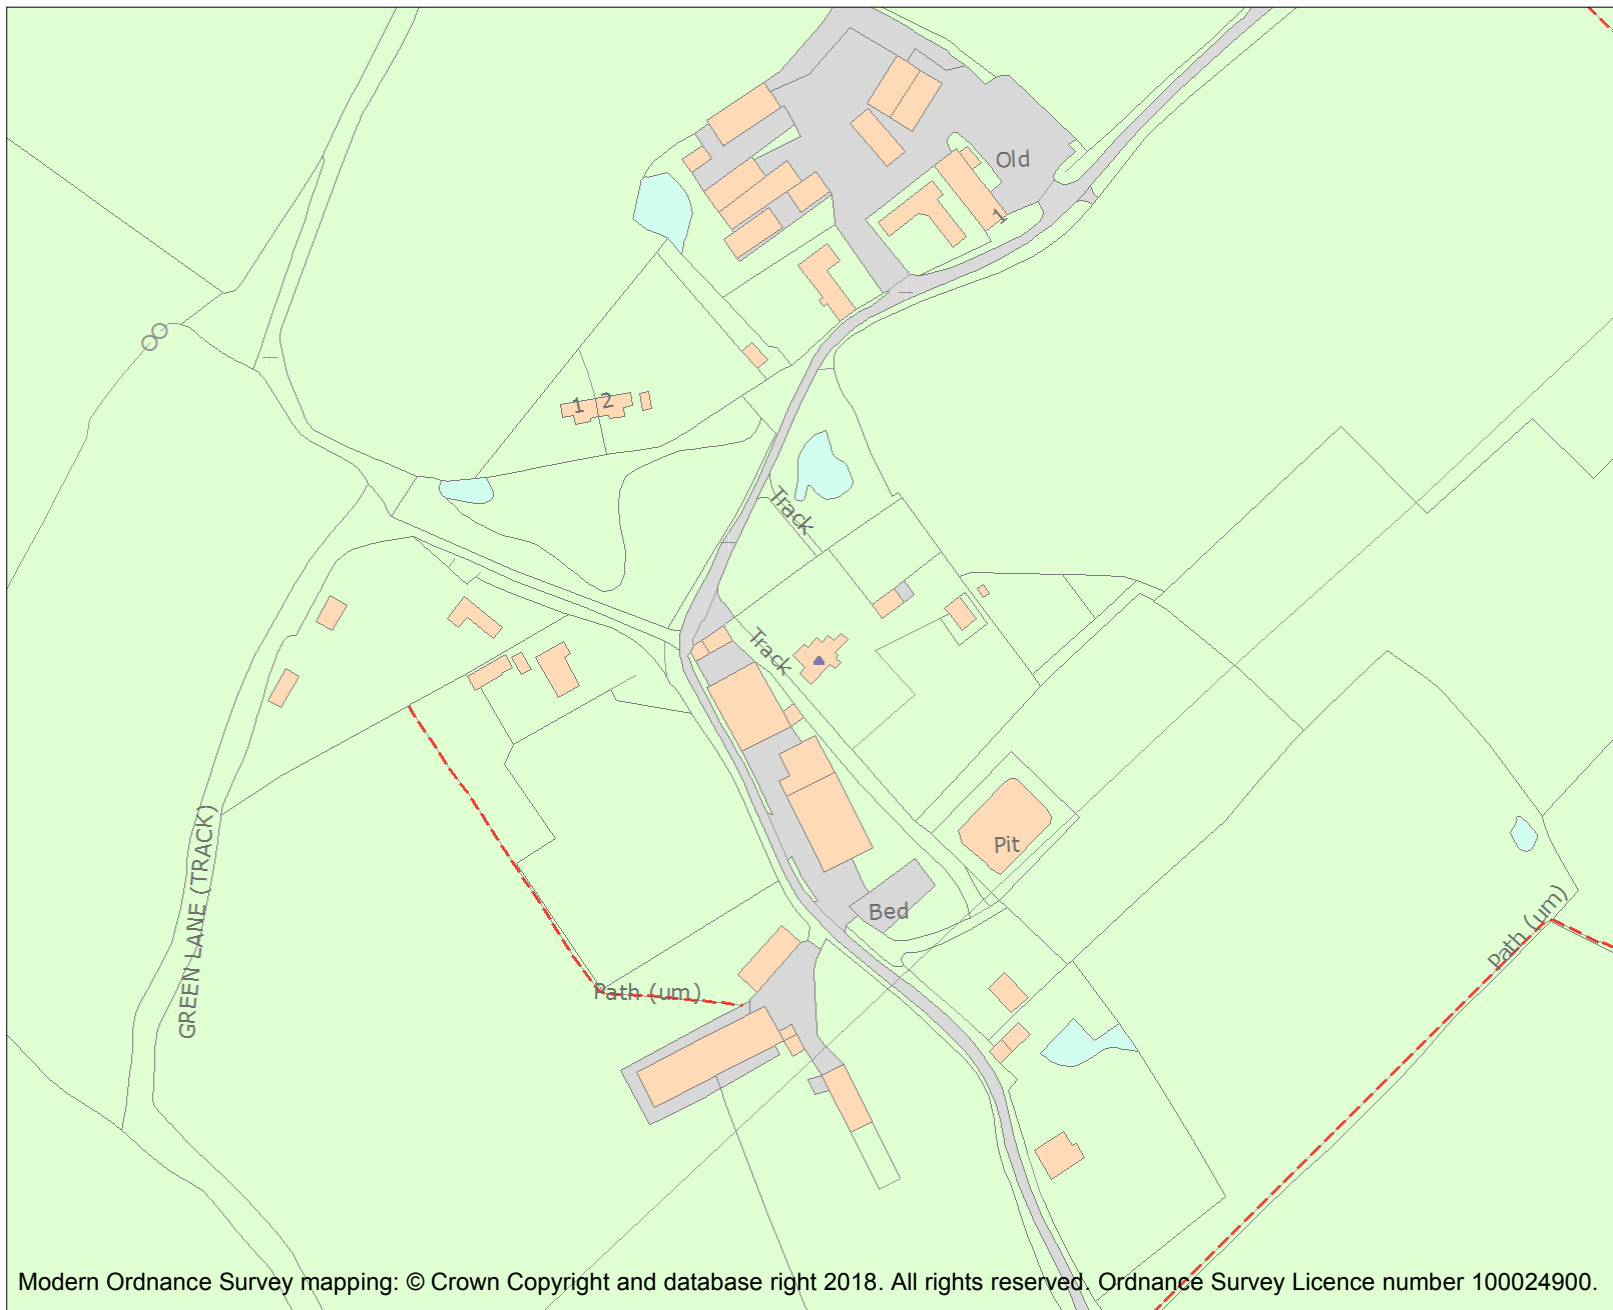 Old
1
1
2
Track
Track
Pit
GREEN LANE (TRACK)
Bed
Path (um)
Path (um)
Modern Ordnance Survey mapping: © Crown Copyright and database right 2018. All rights reserved. Ordnance Survey Licence number 100024900.